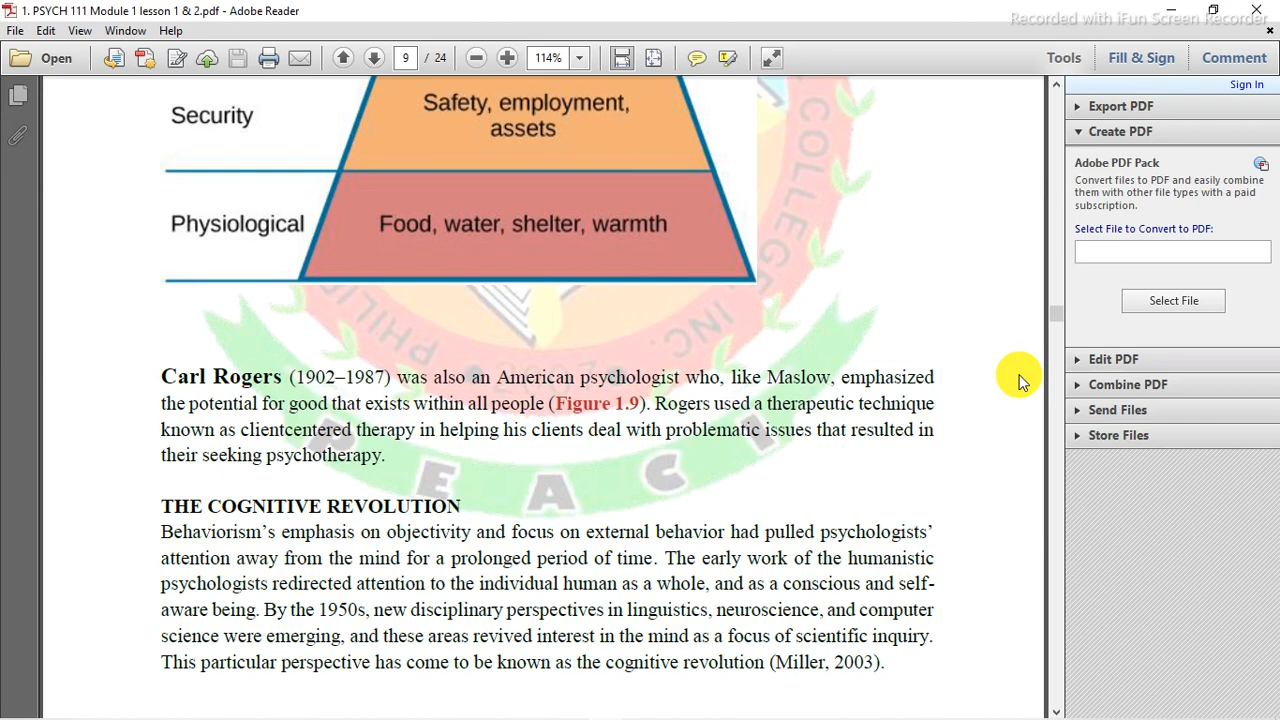 1. PSYCH 111 Module 1 lesson 1 & 2.pdf - Adobe Reader
Recorded with iFun Screen Recorder
File Edit View Window Help
Open 9 / 24 114% Tools Fill & Sign Comment
Sign In
Export PDF
Create PDF
Adobe PDF Pack
Convert files to PDF and easily combine
them with other file types with a paid
subscription.
Select File to Convert to PDF:
Select File
Edit PDF
Combine PDF
Send Files
Store Files
Security
Safety, employment,
assets
Physiological
Food, water, shelter, warmth
COLLEGE
INC.
PHILI
2007
PEACI
Carl Rogers (1902–1987) was also an American psychologist who, like Maslow, emphasized
the potential for good that exists within all people (Figure 1.9). Rogers used a therapeutic technique
known as clientcentered therapy in helping his clients deal with problematic issues that resulted in
their seeking psychotherapy.
THE COGNITIVE REVOLUTION
Behaviorism’s emphasis on objectivity and focus on external behavior had pulled psychologists’
attention away from the mind for a prolonged period of time. The early work of the humanistic
psychologists redirected attention to the individual human as a whole, and as a conscious and self-
aware being. By the 1950s, new disciplinary perspectives in linguistics, neuroscience, and computer
science were emerging, and these areas revived interest in the mind as a focus of scientific inquiry.
This particular perspective has come to be known as the cognitive revolution (Miller, 2003).